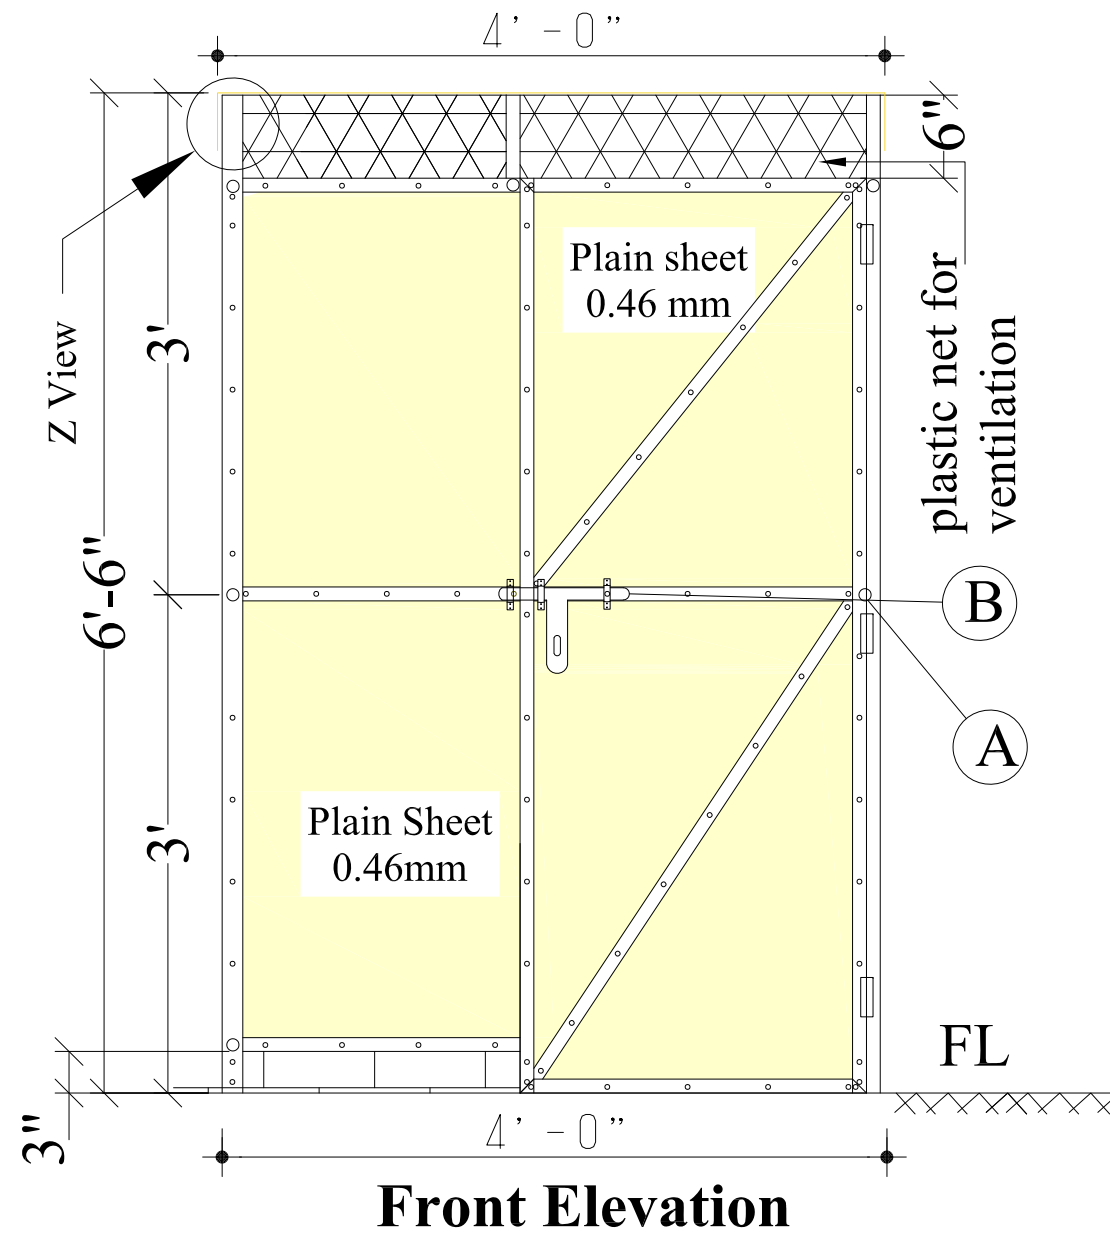 4'-0"
6"
Plain sheet
0.46 mm
Z View
3'
plastic net for
ventilation
6'-6"
B
A
3'
Plain Sheet
0.46mm
FL
3"
4'-0"
Front Elevation